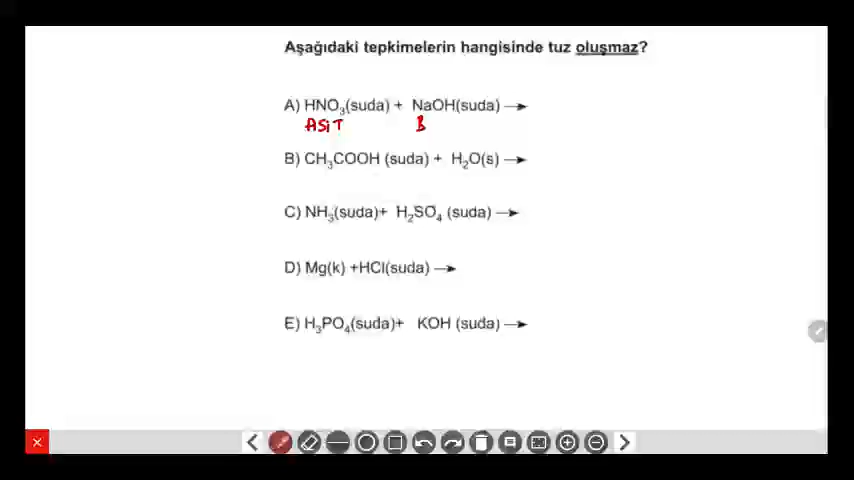 Aşağıdaki tepkimelerin hangisinde tuz oluşmaz?
A) HNO₃(suda) + NaOH(suda) →
ASİT B
B) CH₃COOH (suda) + H₂O(s) →
C) NH₃(suda)+ H₂SO₄ (suda) →
D) Mg(k) +HCl(suda) →
E) H₃PO₄(suda)+ KOH (suda) →